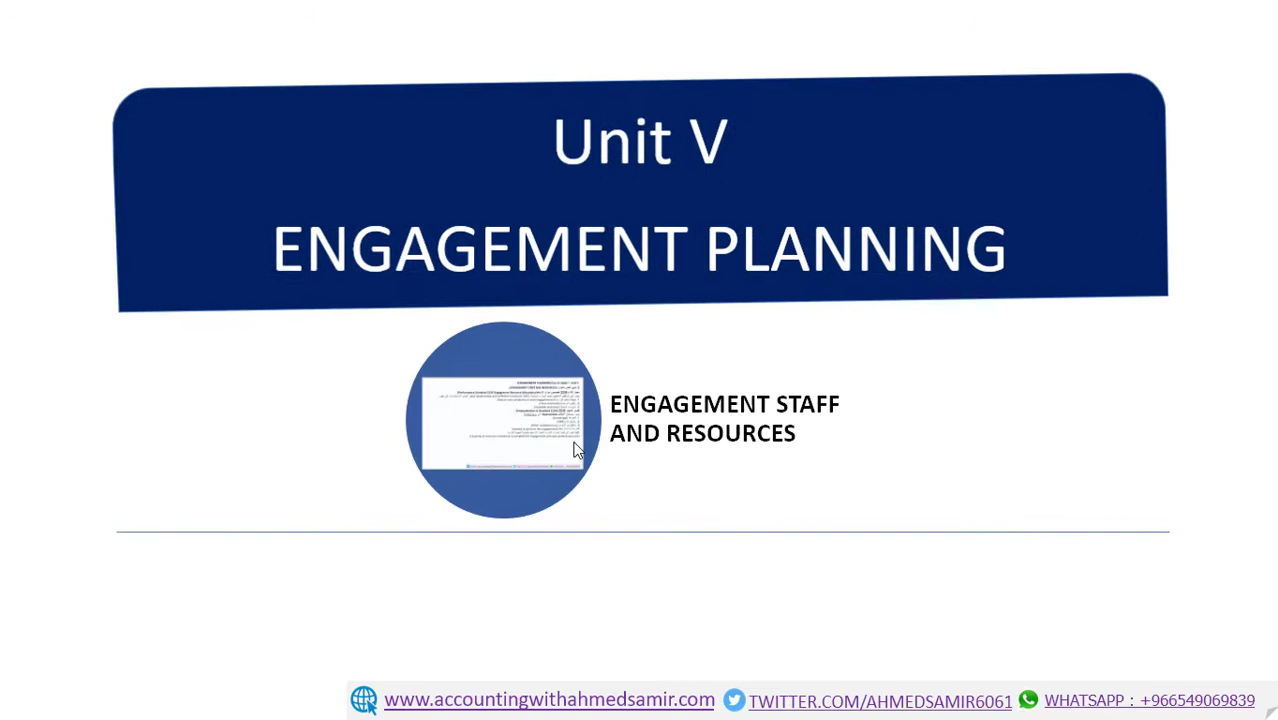 Unit V
ENGAGEMENT PLANNING
ENGAGEMENT STAFF
AND RESOURCES
www.accountingwithahmedsamir.com TWITTER.COM/AHMEDSAMIR6061 WHATSAPP : +966549069839